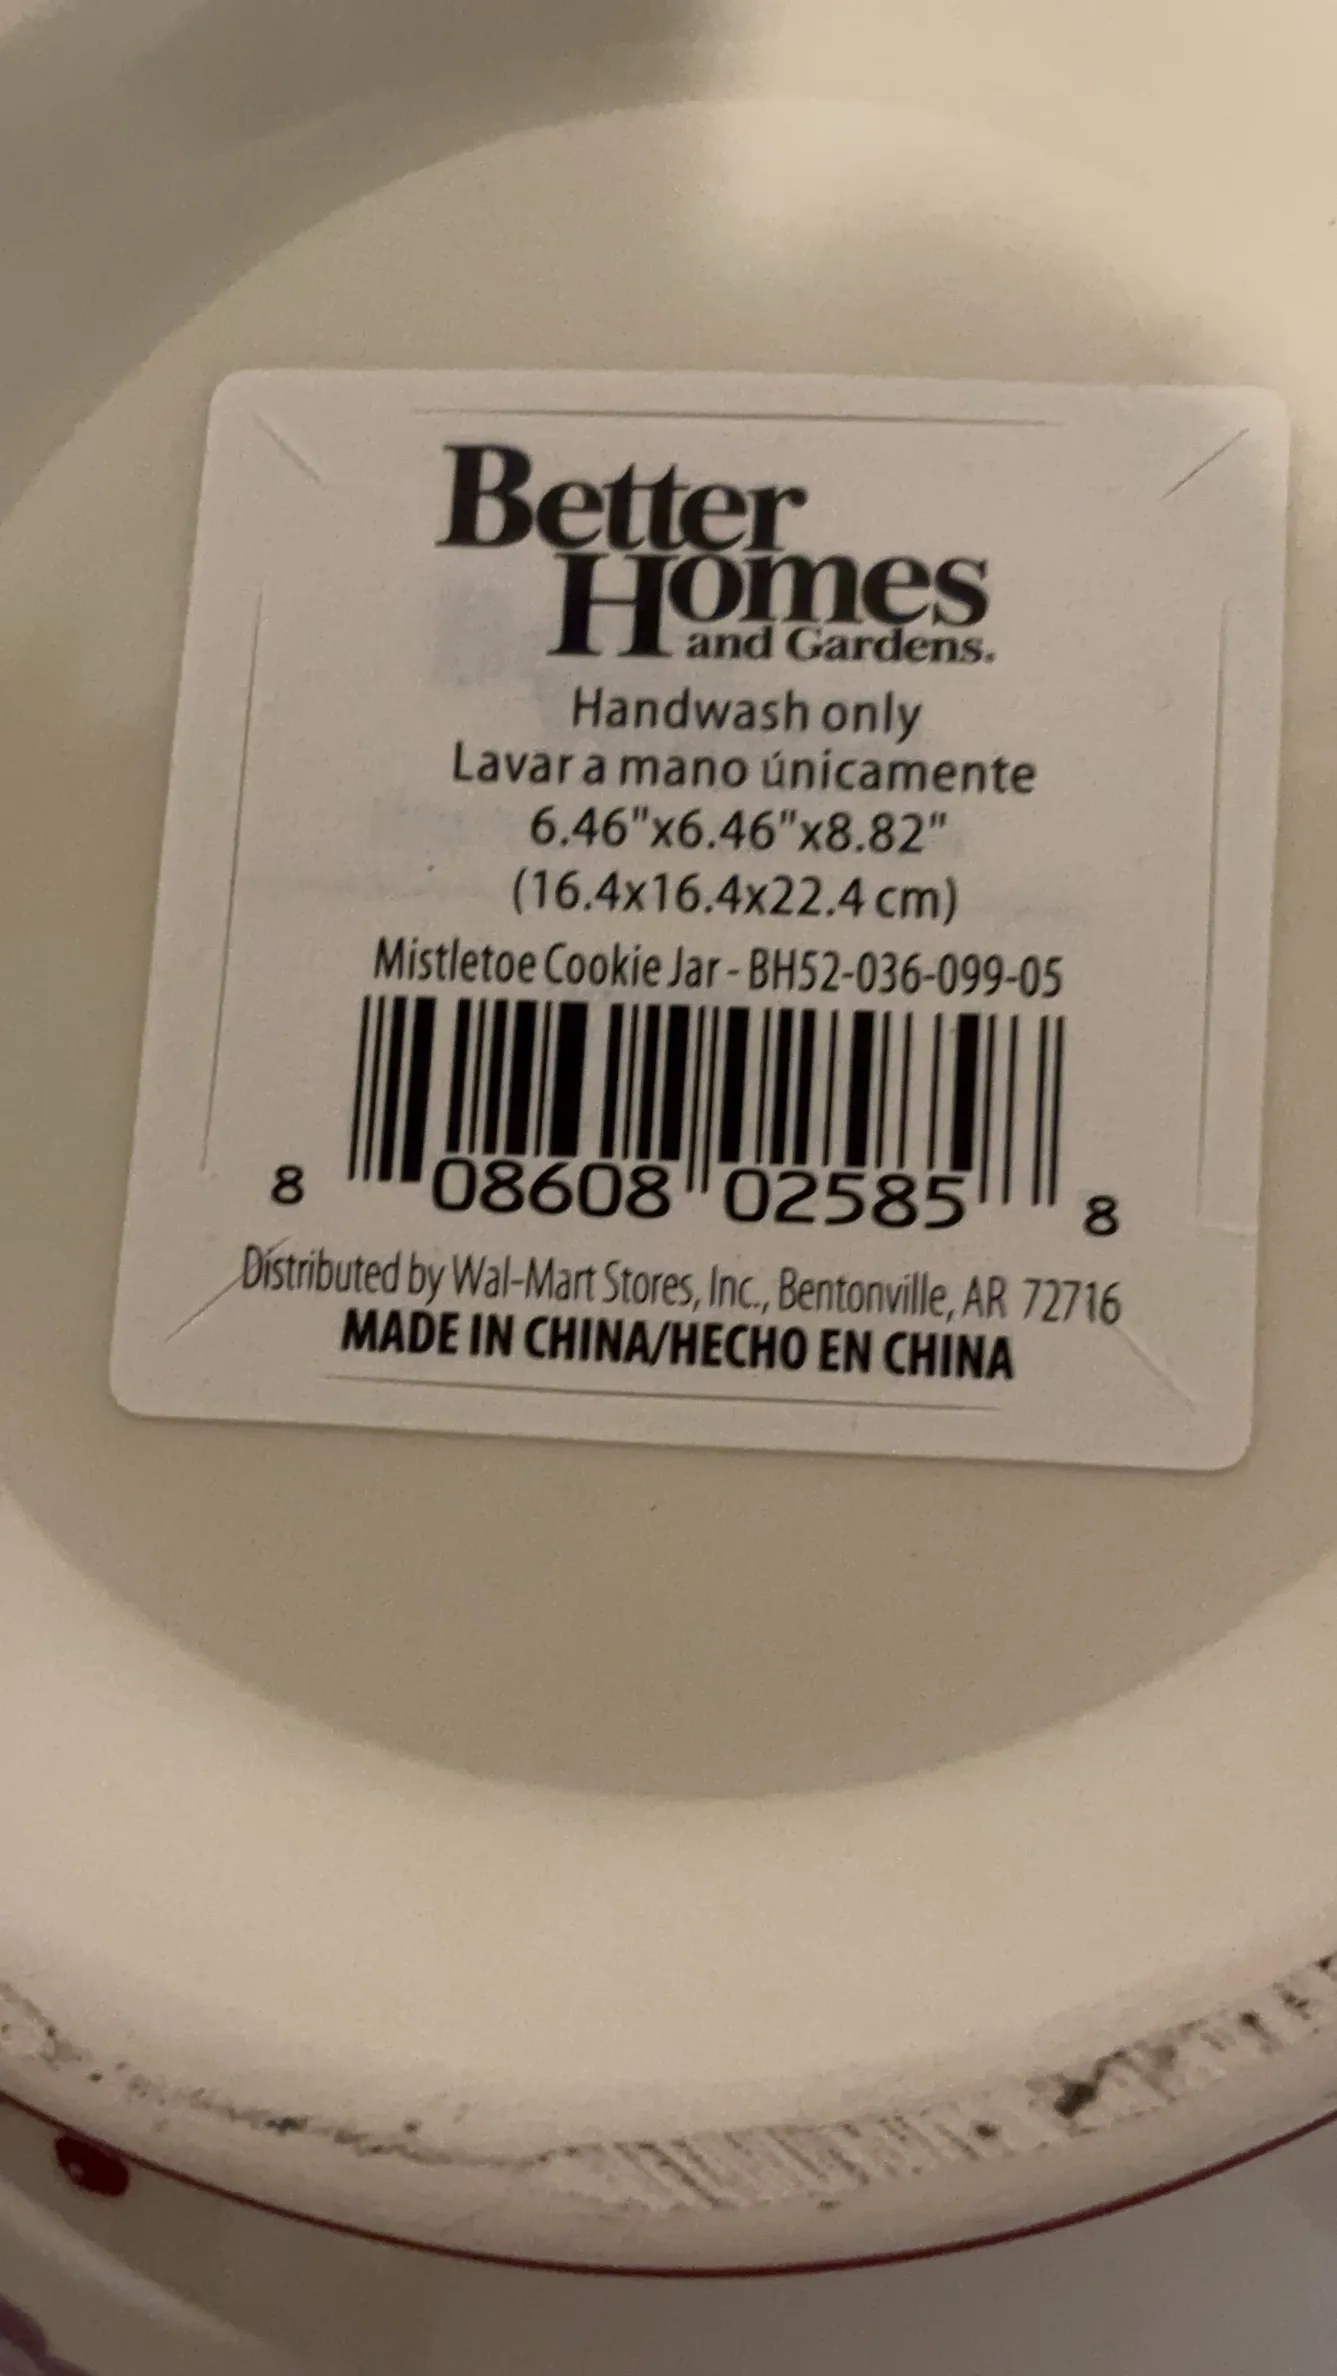 Better
Homes
and Gardens.
Handwash only
Lavar a mano únicamente
6.46"x6.46"x8.82"
(16.4x16.4x22.4 cm)
Mistletoe Cookie Jar - BH52-036-099-05
8 08608 02585 8
Distributed by Wal-Mart Stores, Inc., Bentonville, AR 72716
MADE IN CHINA/HECHO EN CHINA